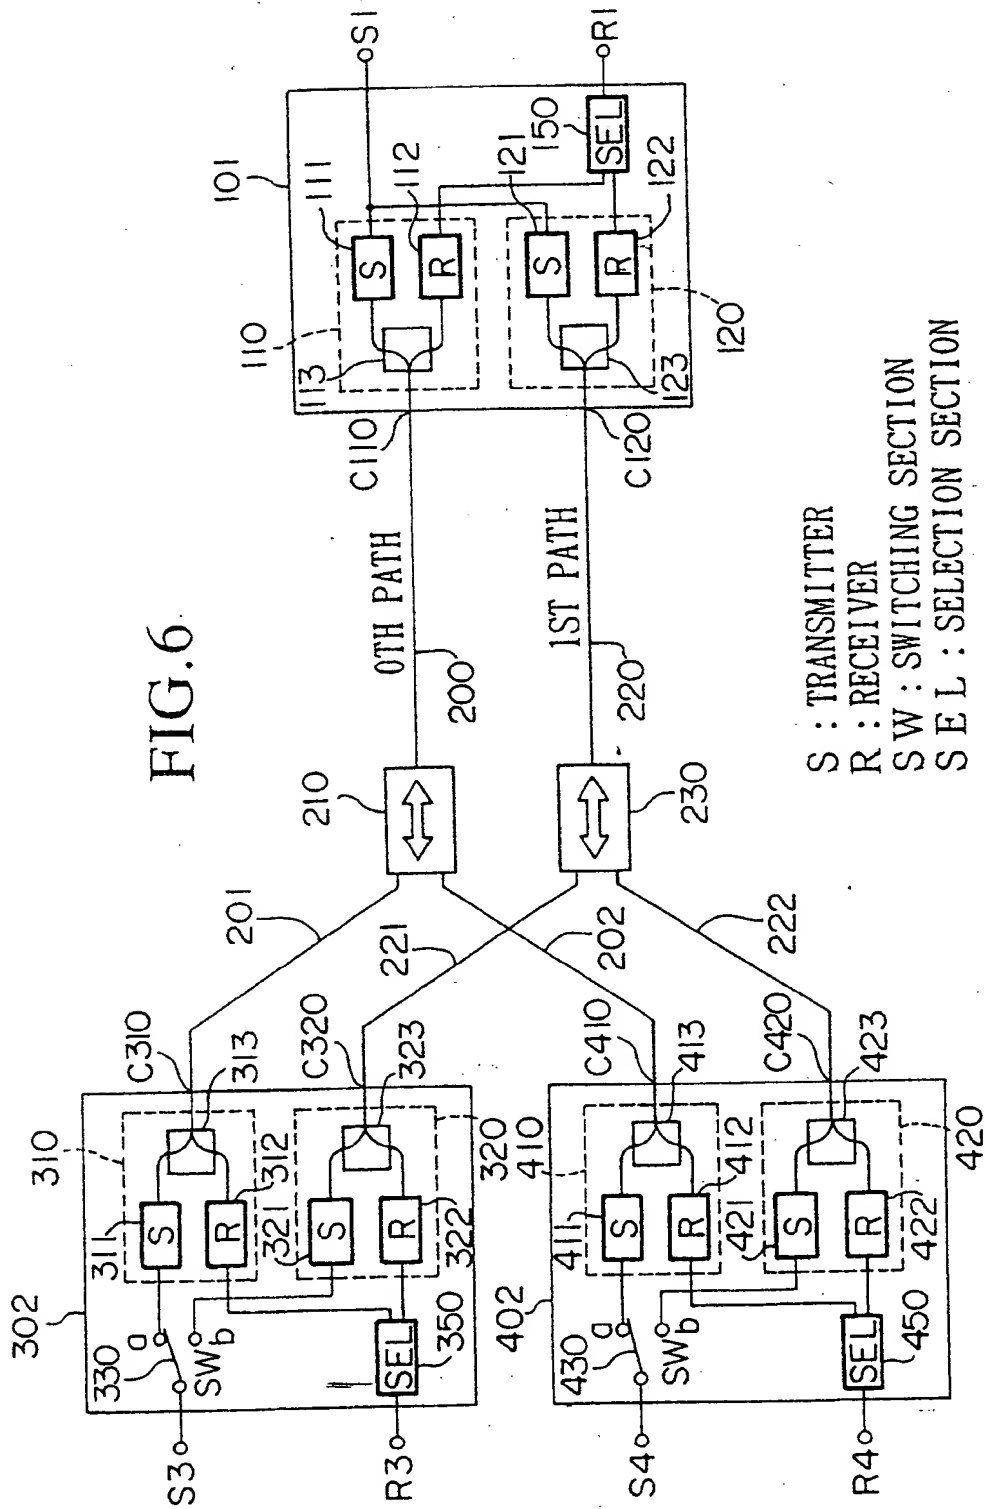 FIG.6
302
S3
330
a
SW
b
R3
SEL
350
310
311
S
312
R
313
C310
321
S
322
R
323
C320
320
402
S4
430
a
SW
b
R4
SEL
450
410
411
S
412
R
413
C410
421
S
422
R
423
C420
420
201
221
202
222
210
230
0TH PATH
200
1ST PATH
220
C110
C120
101
110
113
111
S
112
R
121
S
122
R
123
120
150
SEL
S1
R1
S : TRANSMITTER
R : RECEIVER
SW : SWITCHING SECTION
SEL : SELECTION SECTION